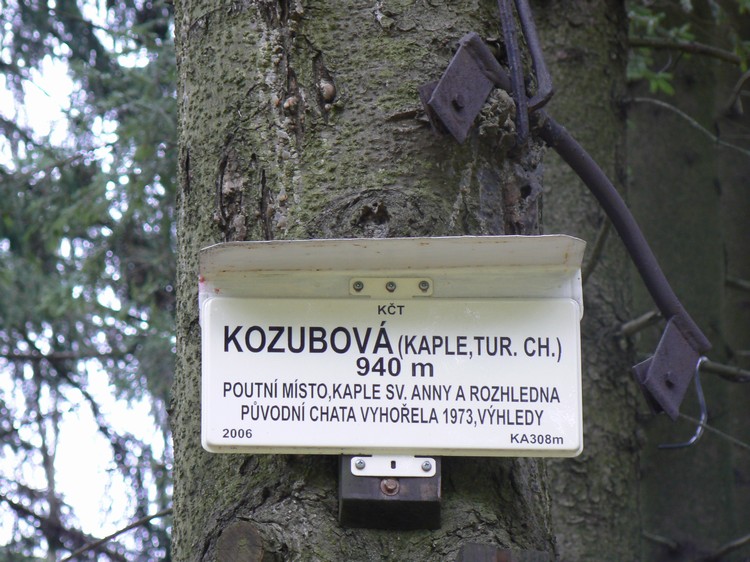 KČT
KOZUBOVÁ (KAPLE,TUR. CH.)
940 m
POUTNÍ MÍSTO,KAPLE SV. ANNY A ROZHLEDNA
PŮVODNÍ CHATA VYHOŘELA 1973,VÝHLEDY
2006 KA308m